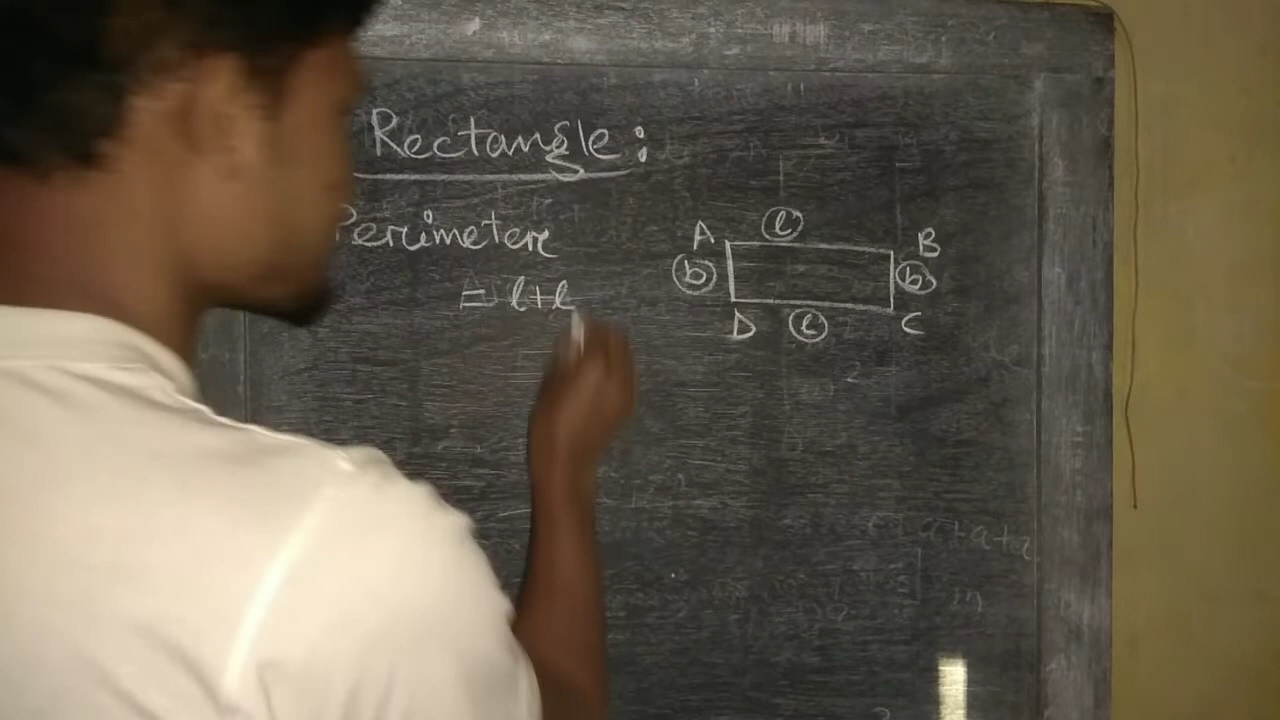 Rectangle:
Perimeter
= l+l
A l B
b b
D l C
a+a+a